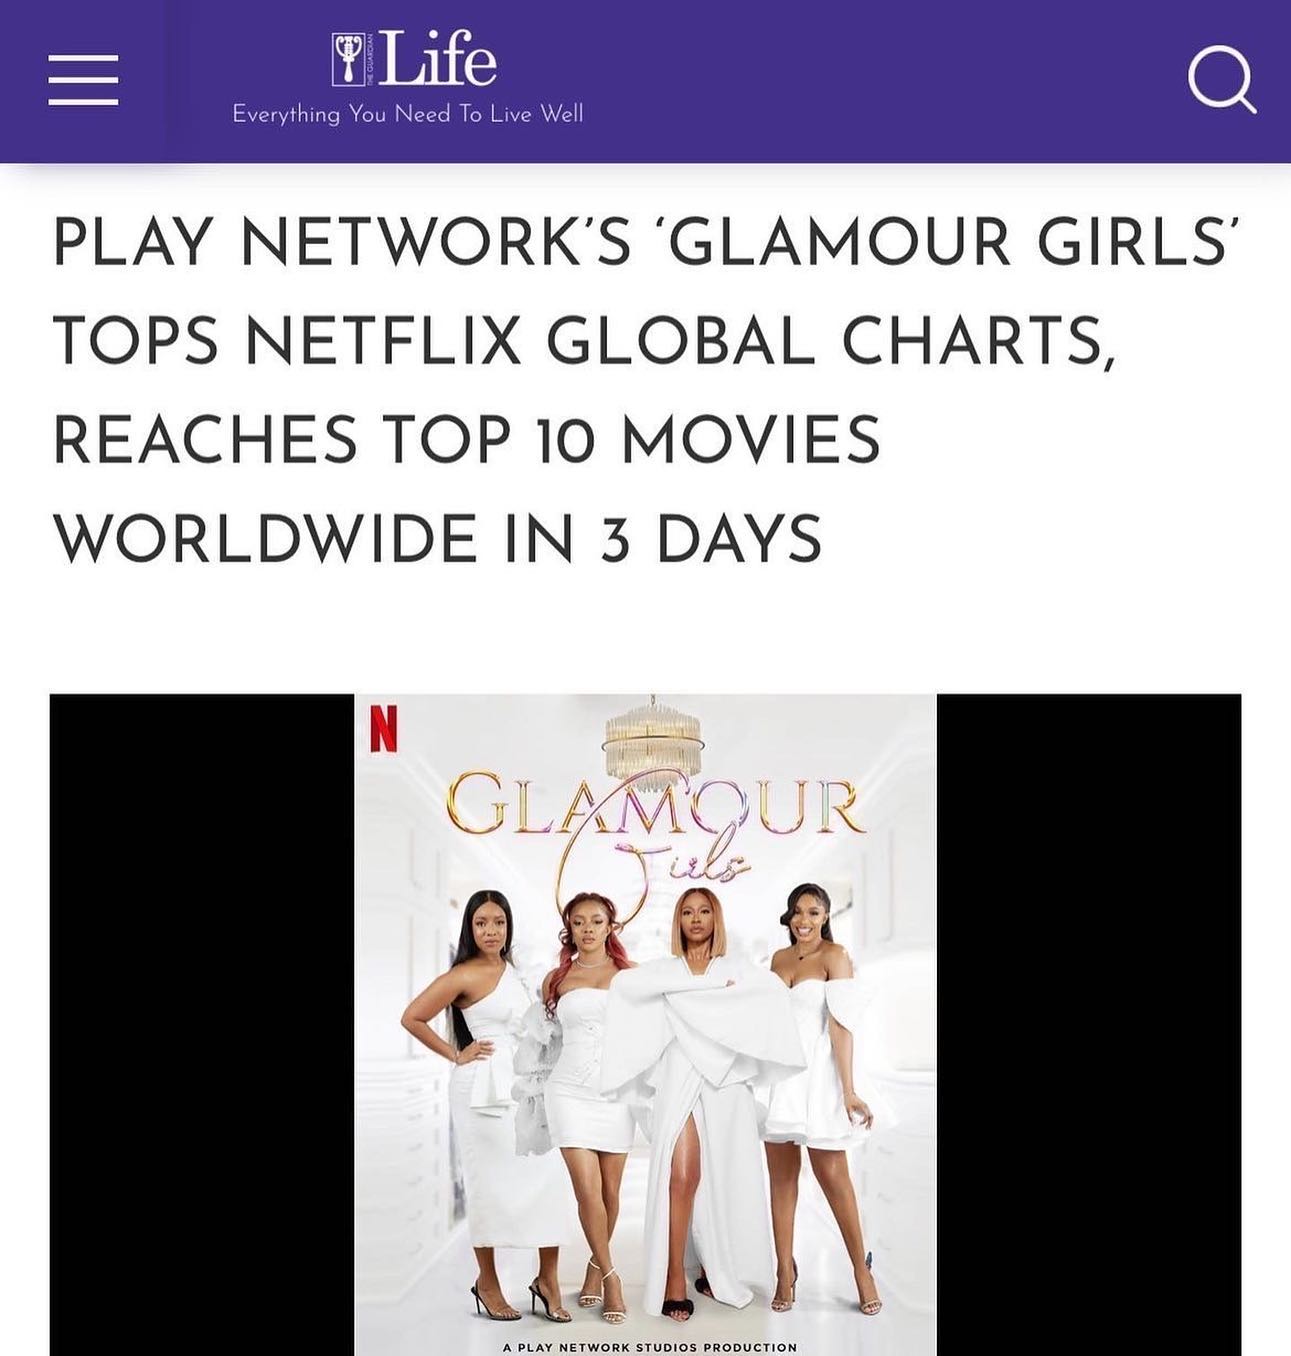 THE GUARDIAN
Life
Everything You Need To Live Well
PLAY NETWORK’S ‘GLAMOUR GIRLS’
TOPS NETFLIX GLOBAL CHARTS,
REACHES TOP 10 MOVIES
WORLDWIDE IN 3 DAYS
N
GLAMOUR
Girls
A PLAY NETWORK STUDIOS PRODUCTION